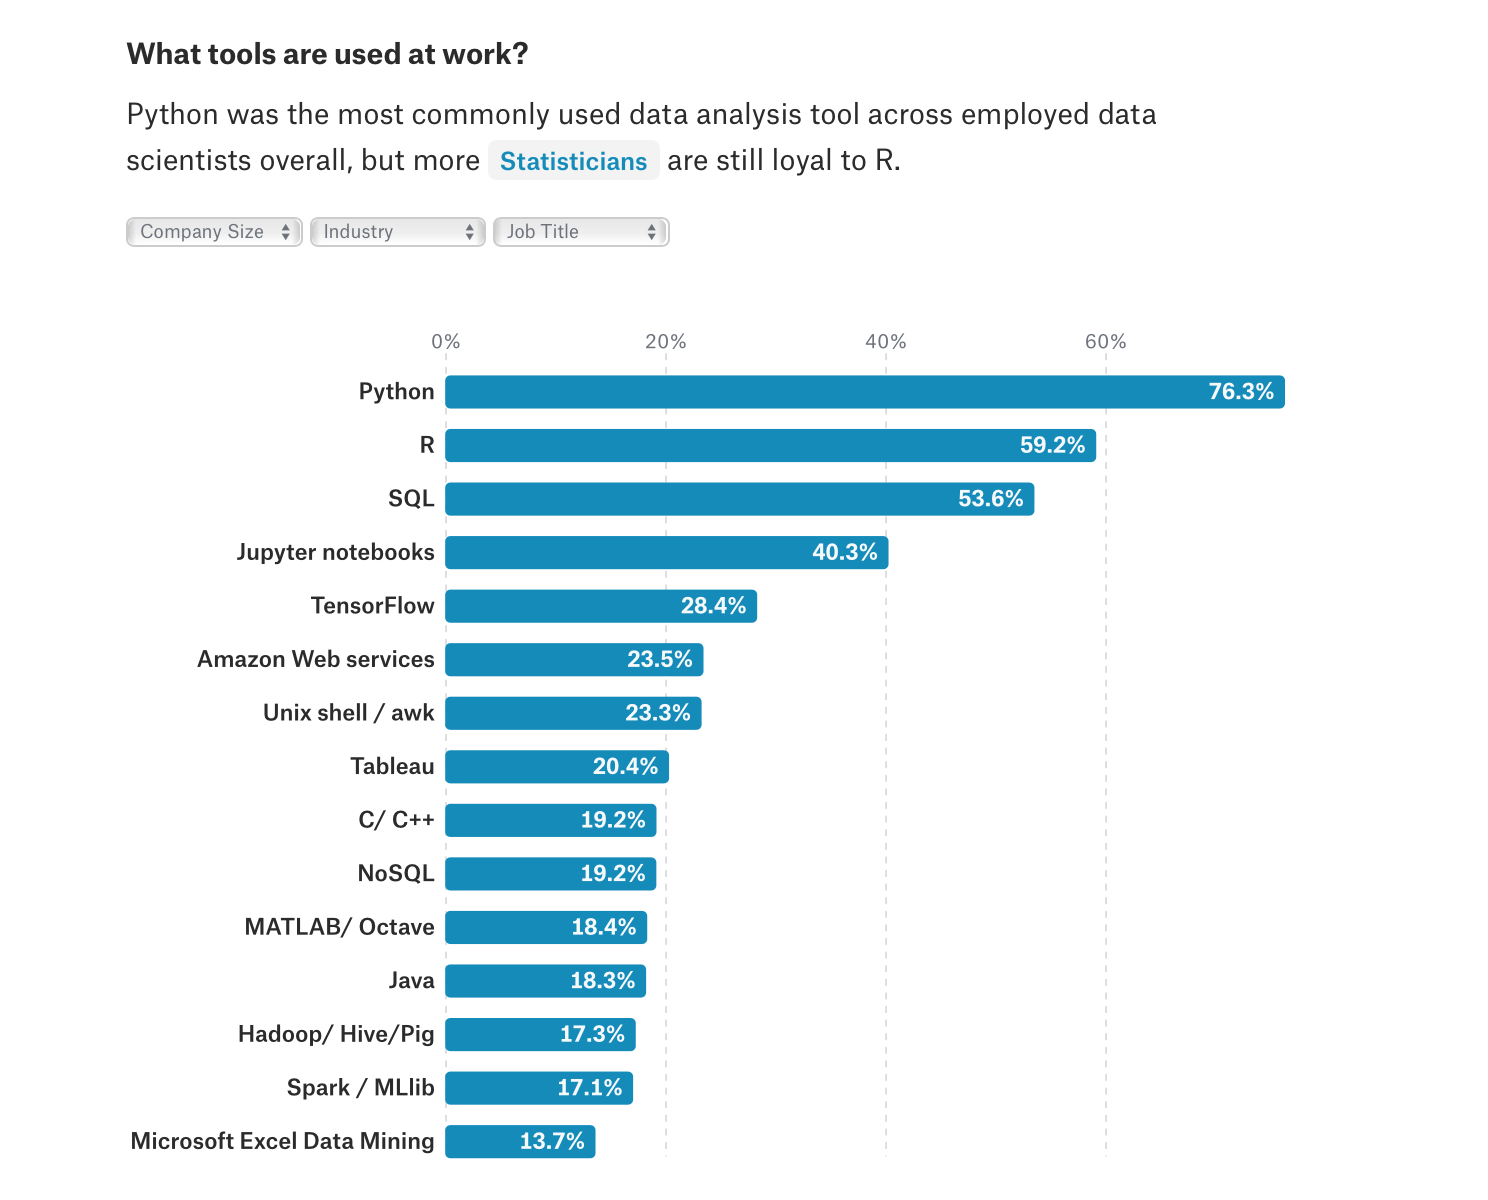 What tools are used at work?
Python was the most commonly used data analysis tool across employed data
scientists overall, but more Statisticians are still loyal to R.
Company Size Industry Job Title
0% 20% 40% 60%
Python 76.3%
R 59.2%
SQL 53.6%
Jupyter notebooks 40.3%
TensorFlow 28.4%
Amazon Web services 23.5%
Unix shell / awk 23.3%
Tableau 20.4%
C/ C++ 19.2%
NoSQL 19.2%
MATLAB/ Octave 18.4%
Java 18.3%
Hadoop/ Hive/Pig 17.3%
Spark / MLlib 17.1%
Microsoft Excel Data Mining 13.7%